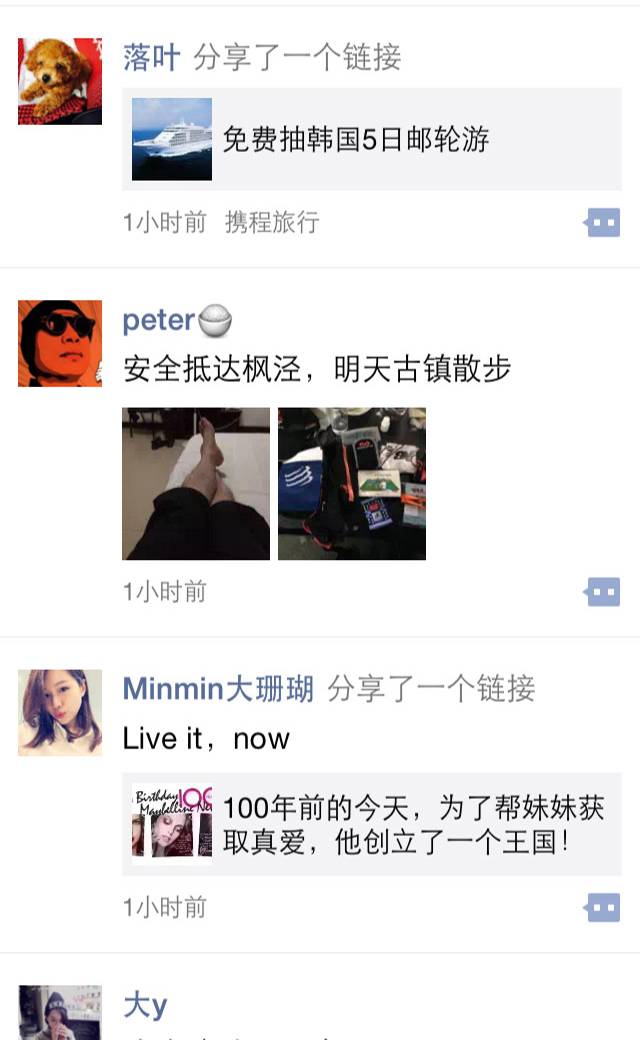 落叶 分享了一个链接
免费抽韩国5日邮轮游
1小时前 携程旅行
peter🍚
安全抵达枫泾，明天古镇散步
1小时前
Minmin大珊瑚 分享了一个链接
Live it，now
Birthday 100
Maybelline Ne
100年前的今天，为了帮妹妹获
取真爱，他创立了一个王国！
1小时前
大y